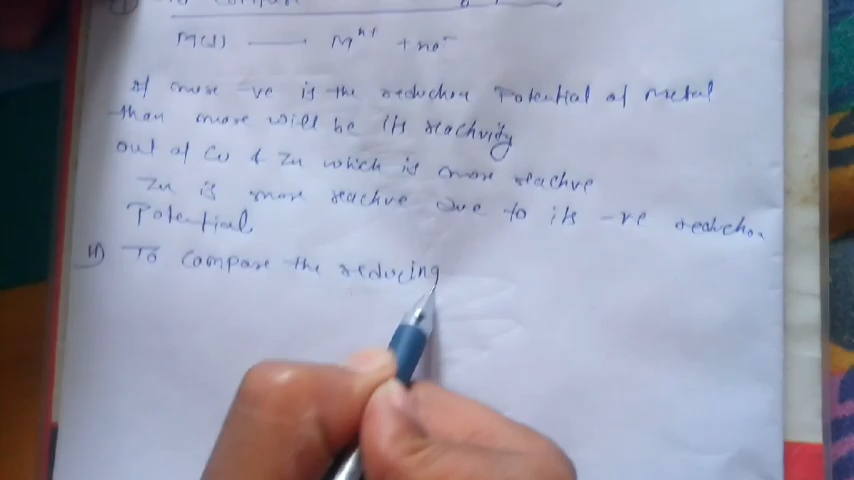 M(s) → M^n+ + ne⁻
If more -ve is the reduction Potential of metal
than more will be its reactivity
out of Cu & Zn which is more reactive
Zn is more reactive due to its -ve reduction
Potential.
II) To compare the reducing